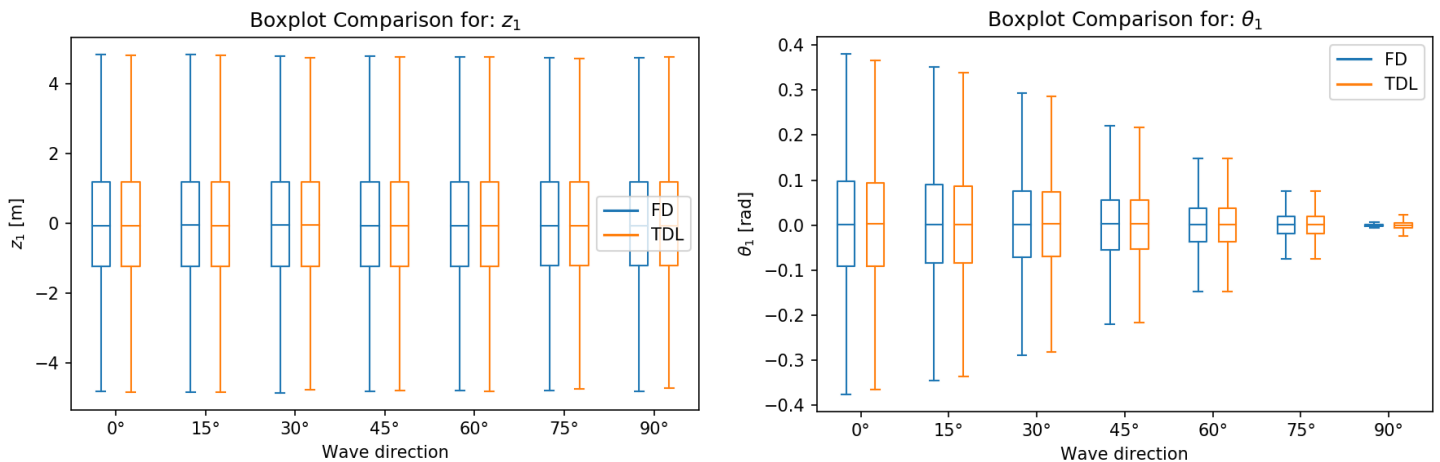 Boxplot Comparison for: z₁
4
2
0
−2
−4
z₁ [m]
FD
TDL
0° 15° 30° 45° 60° 75° 90°
Wave direction
Boxplot Comparison for: θ₁
0.4
0.3
0.2
0.1
0.0
−0.1
−0.2
−0.3
−0.4
θ₁ [rad]
FD
TDL
0° 15° 30° 45° 60° 75° 90°
Wave direction